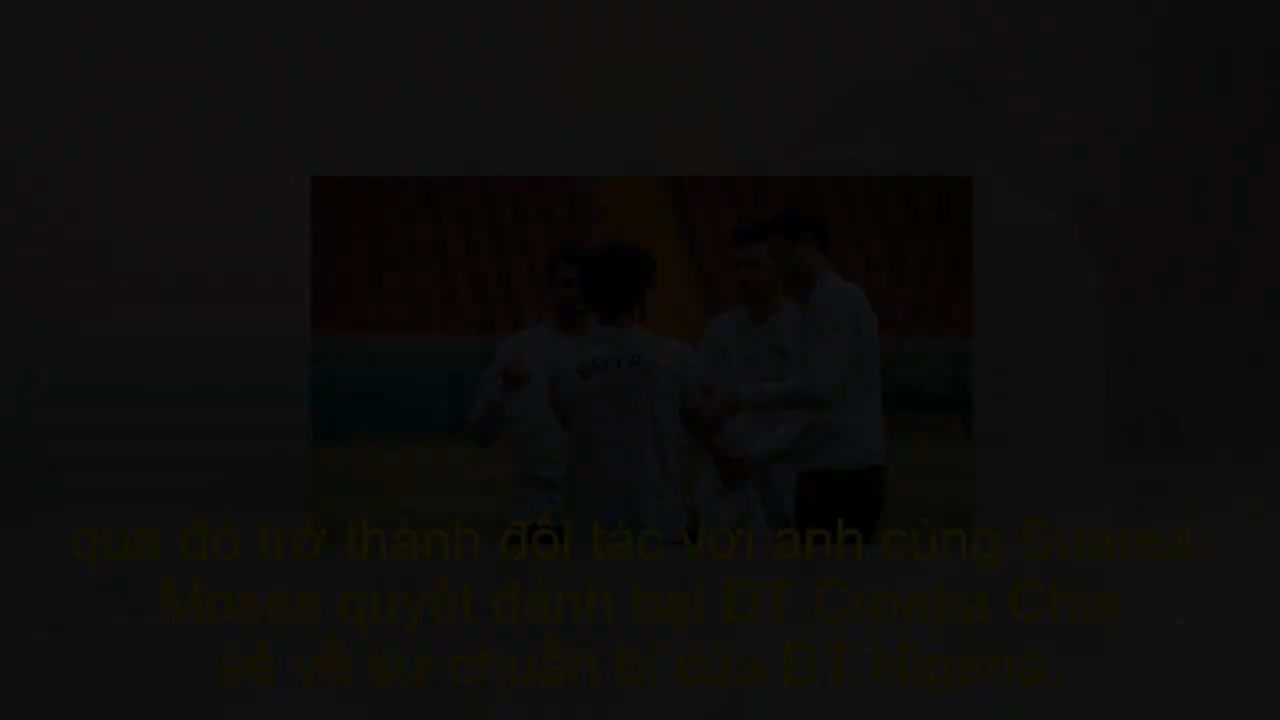 qua đó trở thành đối tác với anh cùng Suarez.
Moses quyết đánh bại ĐT Croatia Chia
sẻ về sự chuẩn bị của ĐT Nigeria,